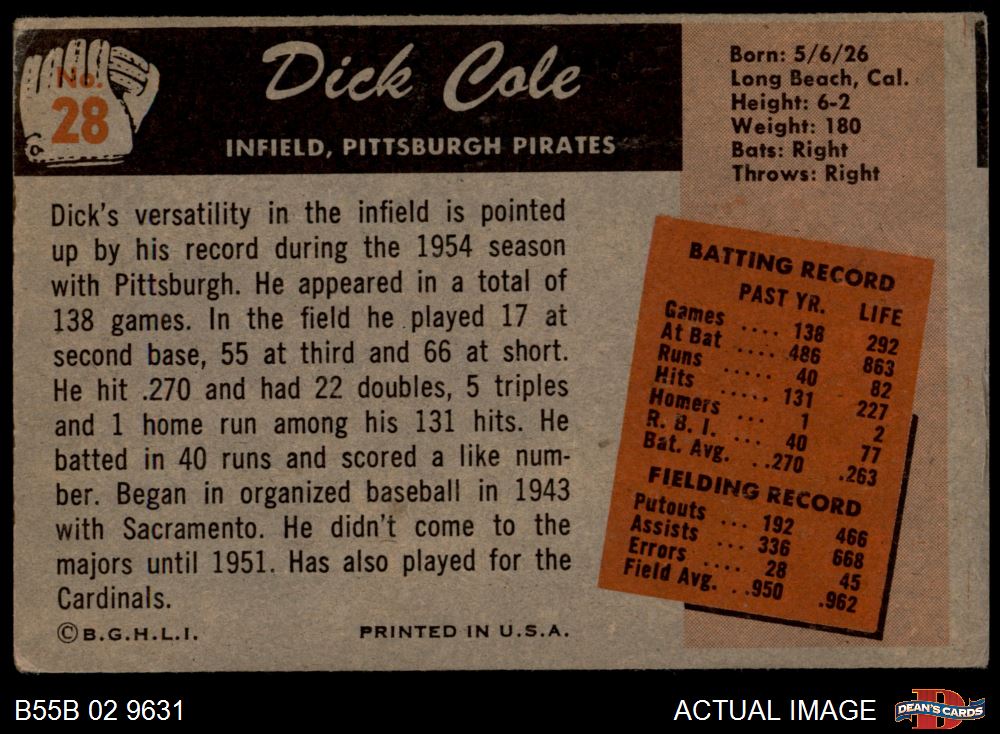 No.
28
Dick Cole
INFIELD, PITTSBURGH PIRATES
Born: 5/6/26
Long Beach, Cal.
Height: 6-2
Weight: 180
Bats: Right
Throws: Right
Dick's versatility in the infield is pointed
up by his record during the 1954 season
with Pittsburgh. He appeared in a total of
138 games. In the field he played 17 at
second base, 55 at third and 66 at short.
He hit .270 and had 22 doubles, 5 triples
and 1 home run among his 131 hits. He
batted in 40 runs and scored a like num-
ber. Began in organized baseball in 1943
with Sacramento. He didn't come to the
majors until 1951. Has also played for the
Cardinals.
©B.G.H.L.I. PRINTED IN U.S.A.
BATTING RECORD
PAST YR. LIFE
Games .... 138 292
At Bat .... 486 863
Runs ..... 40 82
Hits ..... 131 227
Homers ... 1 2
R. B. I. ... 40 77
Bat. Avg. ..270 .263
FIELDING RECORD
Putouts ... 192 466
Assists ... 336 668
Errors .... 28 45
Field Avg. ..950 .962
B55B 02 9631
ACTUAL IMAGE
D
DEAN'S CARDS